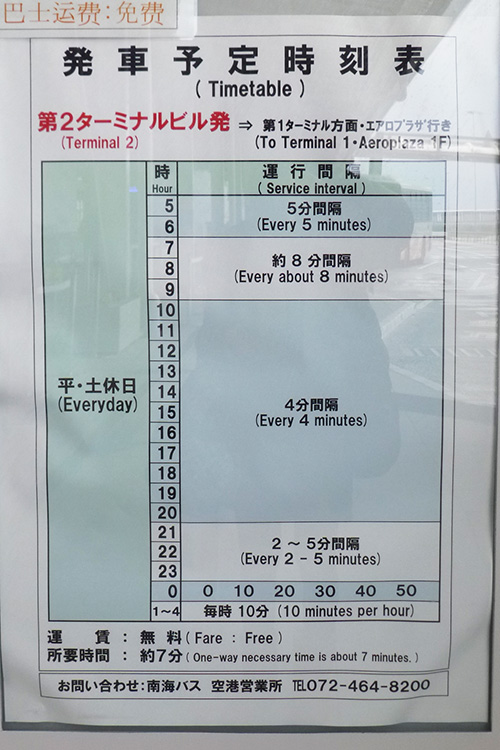 巴士运费:免费
発車予定時刻表
( Timetable )
第2ターミナルビル発 ⇒ 第1ターミナル方面・エアロプラザ行き
(Terminal 2) (To Terminal 1・Aeroplaza 1F)
時 運行間隔
Hour ( Service interval )
5 5分間隔
6 (Every 5 minutes)
7
8 約8分間隔
(Every about 8 minutes)
9
10
11
12
13
平・土休日
(Everyday)
14
15 4分間隔
(Every 4 minutes)
16
17
18
19
20
21
22 2～5分間隔
(Every 2 - 5 minutes)
23
0 0 10 20 30 40 50
1~4 毎時 10分 (10 minutes per hour)
運賃:無料 ( Fare : Free )
所要時間:約7分 ( One-way necessary time is about 7 minutes. )
お問い合わせ:南海バス 空港営業所 TEL072-464-8200